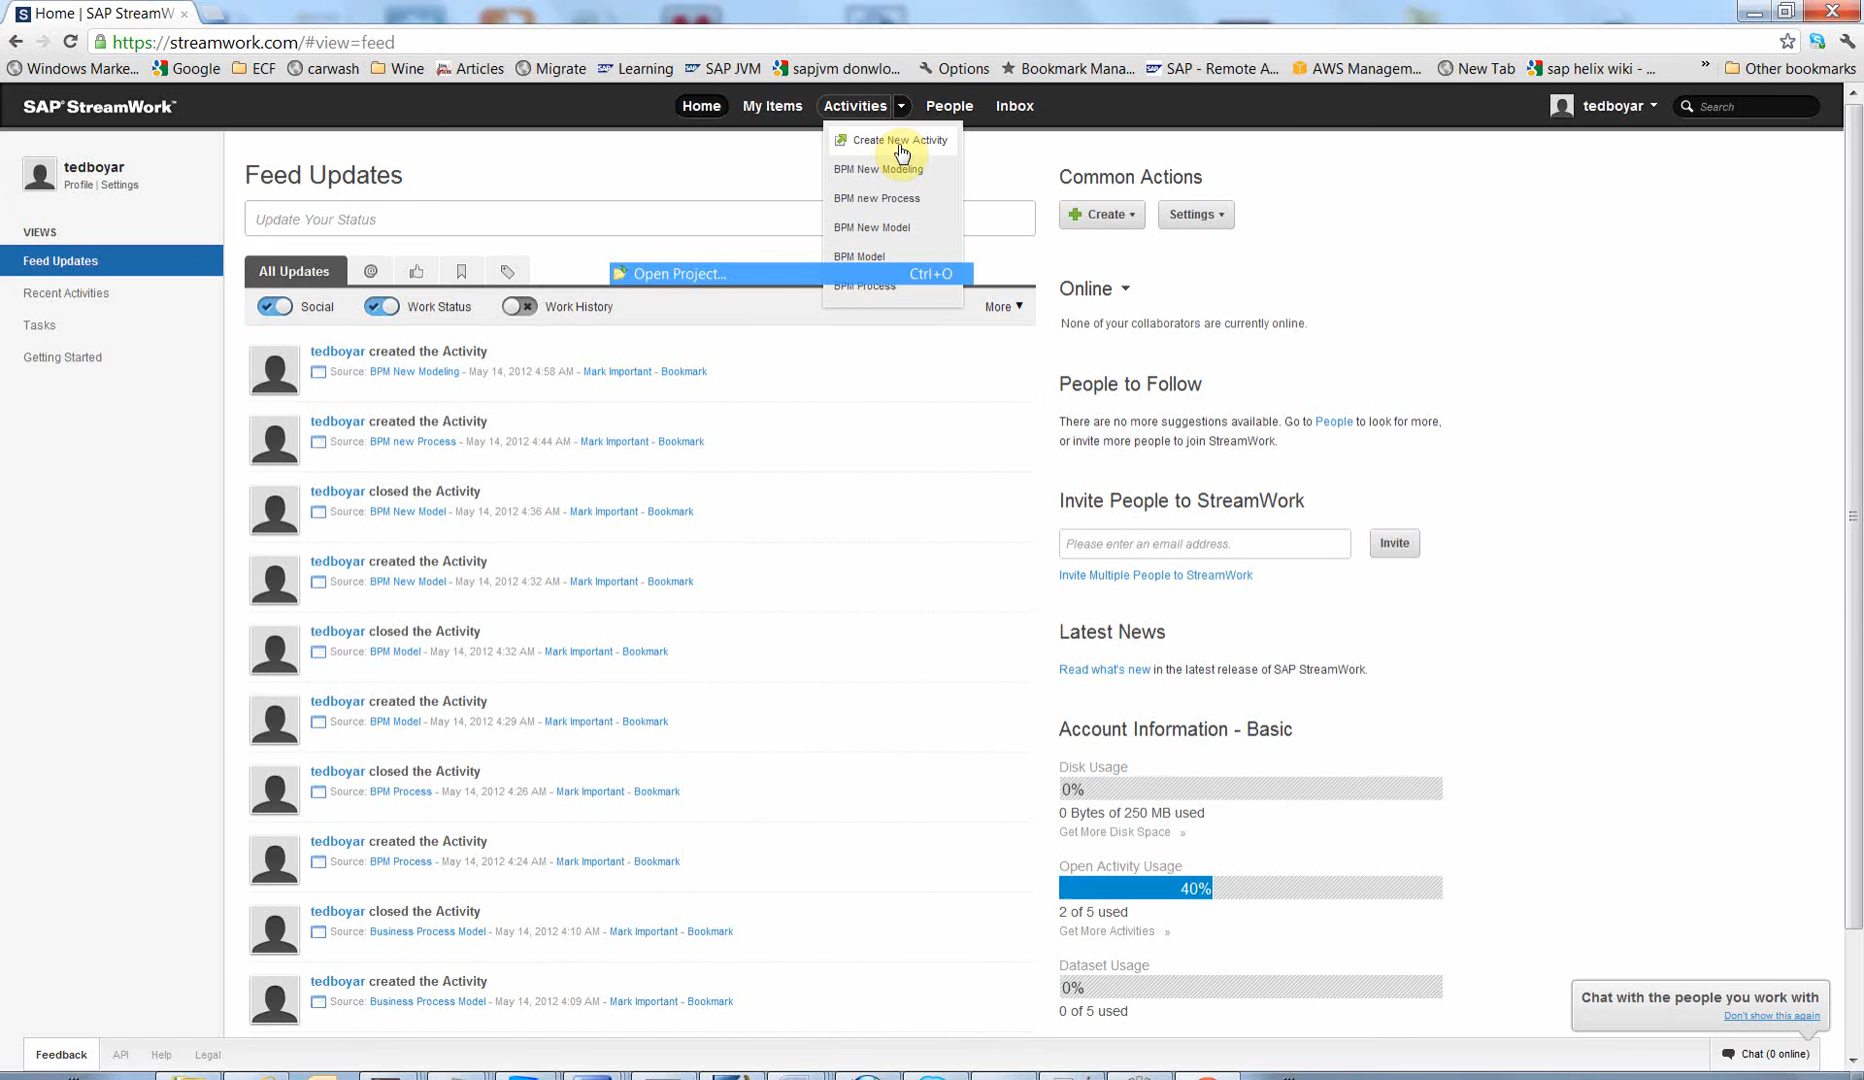 Home | SAP StreamW
https://streamwork.com/#view=feed
Windows Marke... Google ECF carwash Wine Articles Migrate Learning SAP JVM sapjvm donwlo... Options Bookmark Mana... SAP - Remote A... AWS Managem... New Tab sap helix wiki - ... » Other bookmarks
SAP StreamWork™ Home My Items Activities People Inbox tedboyar Search
Create New Activity
BPM New Modeling
BPM new Process
BPM New Model
BPM Model
BPM Process
Open Project... Ctrl+O
tedboyar
Profile | Settings
VIEWS
Feed Updates
Recent Activities
Tasks
Getting Started
Feed Updates
Update Your Status
All Updates @
Social Work Status Work History More ▼
tedboyar created the Activity
Source: BPM New Modeling - May 14, 2012 4:58 AM - Mark Important - Bookmark
tedboyar created the Activity
Source: BPM new Process - May 14, 2012 4:44 AM - Mark Important - Bookmark
tedboyar closed the Activity
Source: BPM New Model - May 14, 2012 4:36 AM - Mark Important - Bookmark
tedboyar created the Activity
Source: BPM New Model - May 14, 2012 4:32 AM - Mark Important - Bookmark
tedboyar closed the Activity
Source: BPM Model - May 14, 2012 4:32 AM - Mark Important - Bookmark
tedboyar created the Activity
Source: BPM Model - May 14, 2012 4:29 AM - Mark Important - Bookmark
tedboyar closed the Activity
Source: BPM Process - May 14, 2012 4:26 AM - Mark Important - Bookmark
tedboyar created the Activity
Source: BPM Process - May 14, 2012 4:24 AM - Mark Important - Bookmark
tedboyar closed the Activity
Source: Business Process Model - May 14, 2012 4:10 AM - Mark Important - Bookmark
tedboyar created the Activity
Source: Business Process Model - May 14, 2012 4:09 AM - Mark Important - Bookmark
Common Actions
Create Settings
Online
None of your collaborators are currently online.
People to Follow
There are no more suggestions available. Go to People to look for more,
or invite more people to join StreamWork.
Invite People to StreamWork
Please enter an email address. Invite
Invite Multiple People to StreamWork
Latest News
Read what's new in the latest release of SAP StreamWork.
Account Information - Basic
Disk Usage
0%
0 Bytes of 250 MB used
Get More Disk Space »
Open Activity Usage
40%
2 of 5 used
Get More Activities »
Dataset Usage
0%
0 of 5 used
Chat with the people you work with
Don't show this again
Feedback API Help Legal Chat (0 online)